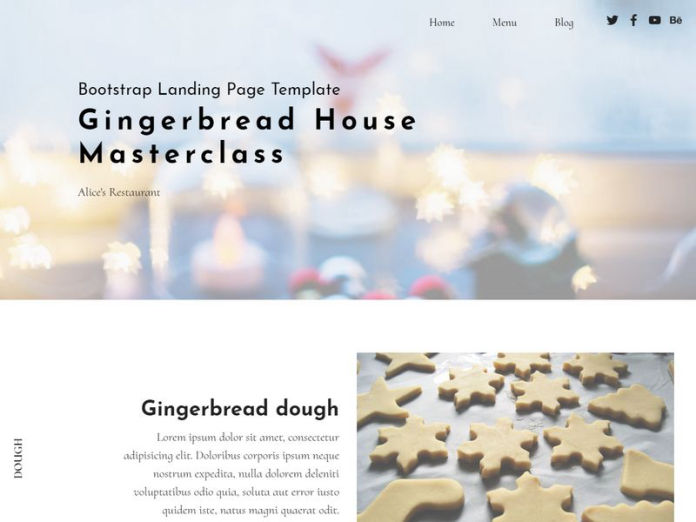 Home Menu Blog Bē
Bootstrap Landing Page Template
Gingerbread House
Masterclass
Alice's Restaurant
Gingerbread dough
Lorem ipsum dolor sit amet, consectetur
adipisicing elit. Doloribus corporis ipsum neque
nostrum expedita, nulla dolorem deleniti
voluptatibus odio quia, soluta aut error iusto
quidem iste, natus magni quaerat odit.
DOUGH